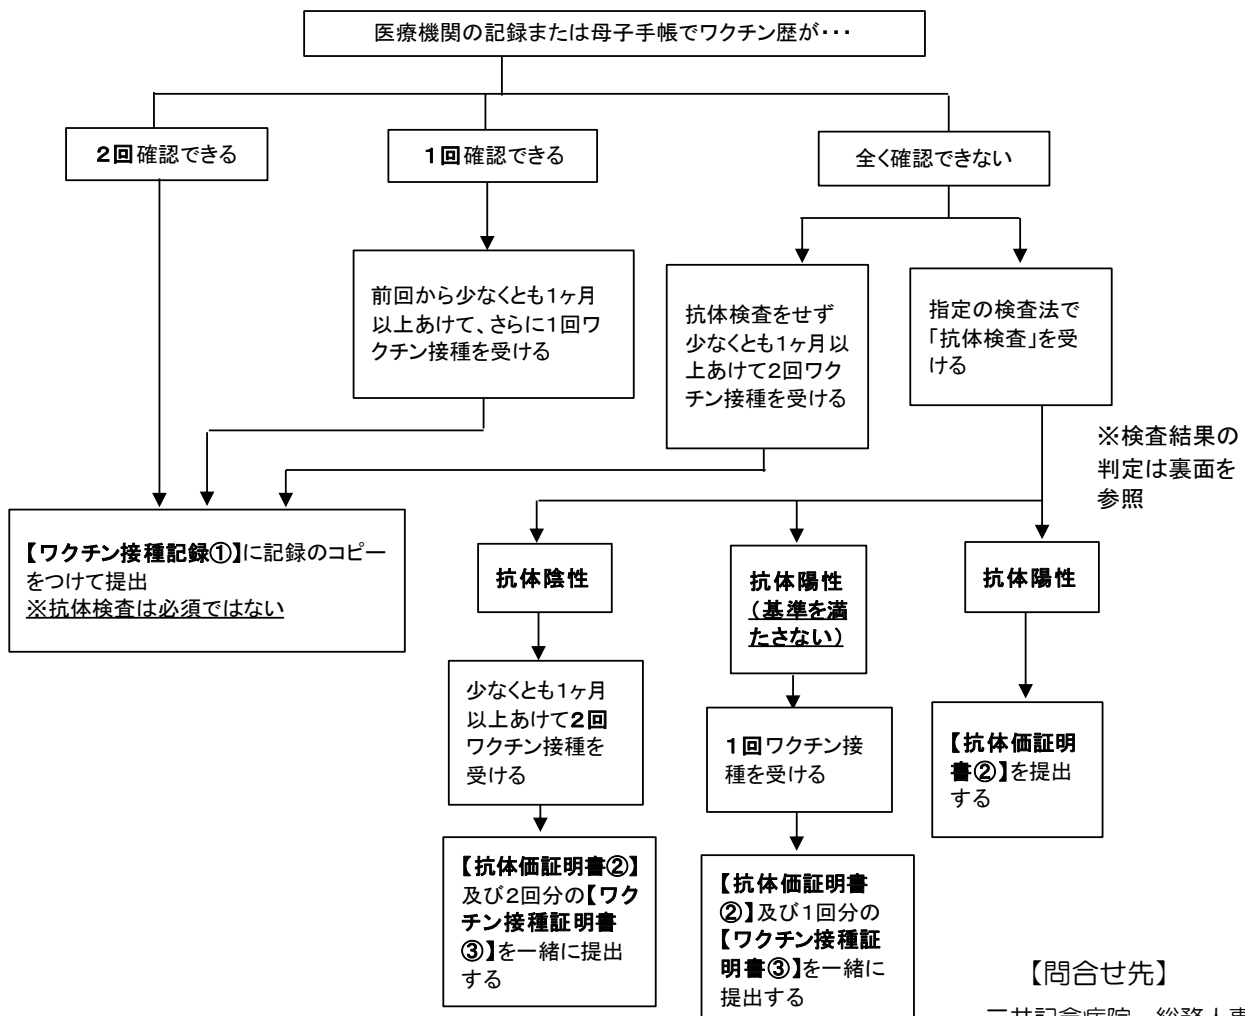 医療機関の記録または母子手帳でワクチン歴が・・・
2回確認できる
1回確認できる
全く確認できない
前回から少なくとも1ヶ月
以上あけて、さらに1回ワ
クチン接種を受ける
抗体検査をせず
少なくとも1ヶ月以
上あけて2回ワク
チン接種を受ける
指定の検査法で
「抗体検査」を受
ける
※検査結果の
判定は裏面を
参照
【ワクチン接種記録①】に記録のコピー
をつけて提出
※抗体検査は必須ではない
抗体陰性
抗体陽性
（基準を満
たさない）
抗体陽性
少なくとも1ヶ月
以上あけて2回
ワクチン接種を
受ける
1回ワクチン接
種を受ける
【抗体価証明
書②】を提出
する
【抗体価証明書②】
及び2回分の【ワク
チン接種証明書
③】を一緒に提出
する
【抗体価証明書
②】及び1回分の
【ワクチン接種証
明書③】を一緒に
提出する
【問合せ先】
三井記念病院 総務人事